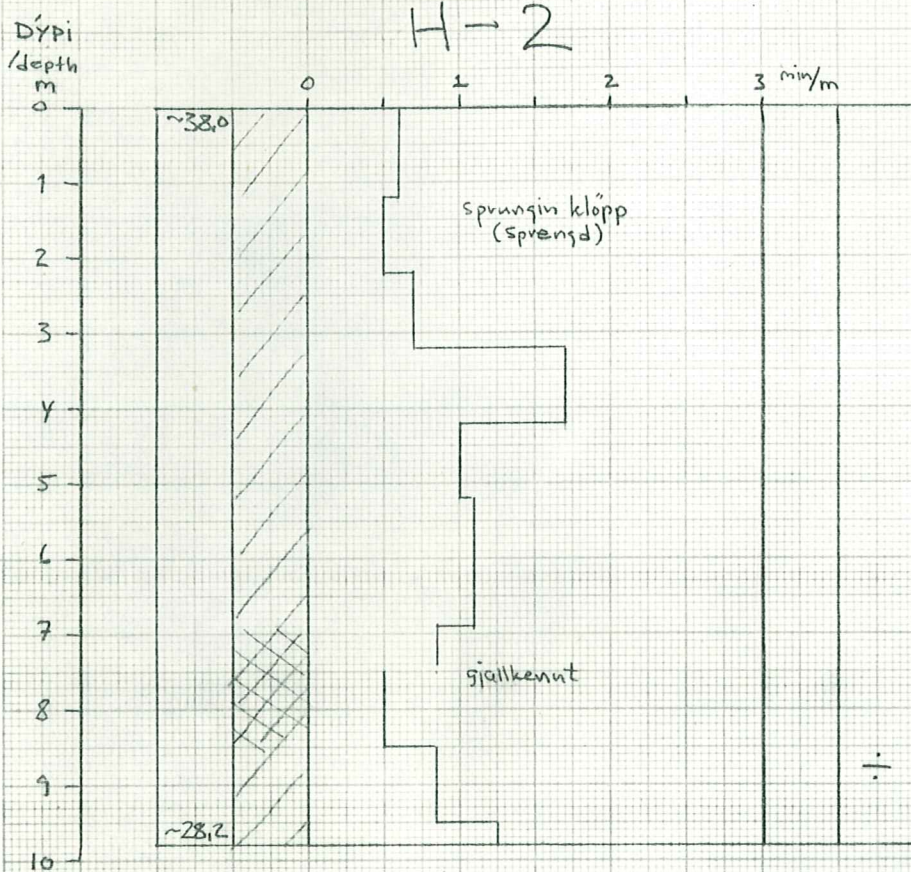 H-2
Dýpi
/depth
m
0 1 2 3 min/m
0
~38,0
1
sprungin klöpp
(sprengd)
2
3
4
5
6
7
gjallkennt
8
÷
9
~28,2
10